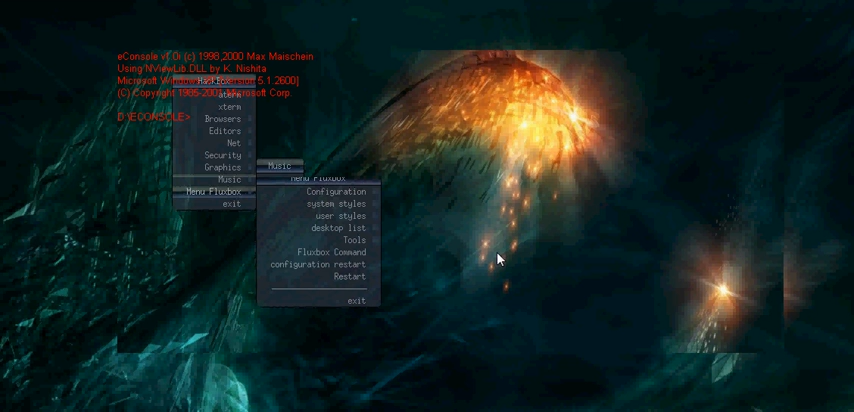 eConsole v1.0i (c) 1998,2000 Max Maischein
Using NViewLib.DLL by K. Nishita
Microsoft Windows 5.1.2600]
(C) Copyright 1985-2001 Microsoft Corp.
D:\ECONSOLE>
HackBox
aterm
xterm
Browsers
Editors
Net
Security
Graphics
Music
Menu Fluxbox
exit
Music
Menu Fluxbox
Configuration
system styles
user styles
desktop list
Tools
Fluxbox Command
configuration restart
Restart
exit